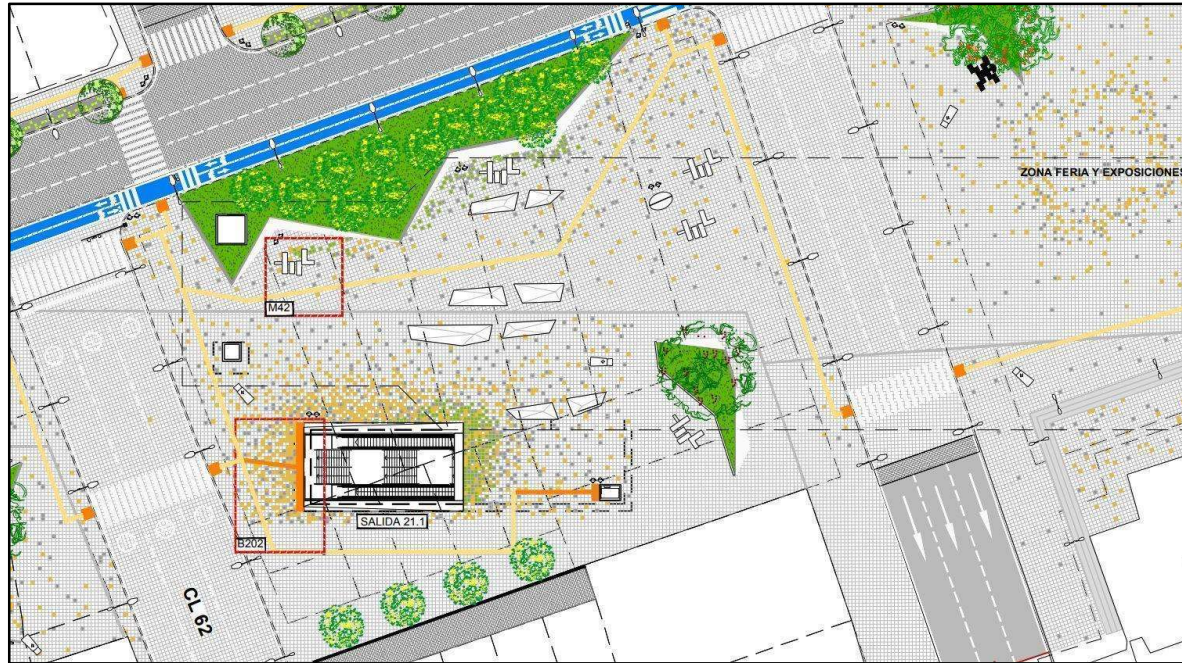 ZONA FERIA Y EXPOSICIONES
M42
SALIDA 21.1
B202
CL 62